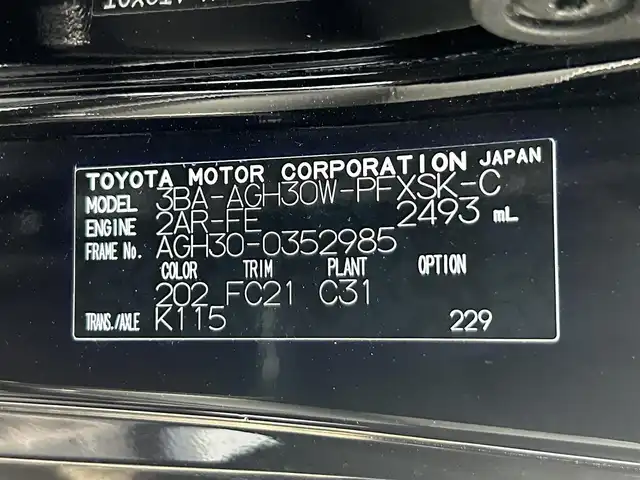 TOYOTA MOTOR CORPORATION JAPAN
MODEL 3BA-AGH30W-PFXSK-C
ENGINE 2AR-FE 2493 mL
FRAME No. AGH30-0352985
COLOR TRIM PLANT OPTION
202 FC21 C31
TRANS./AXLE K115 229